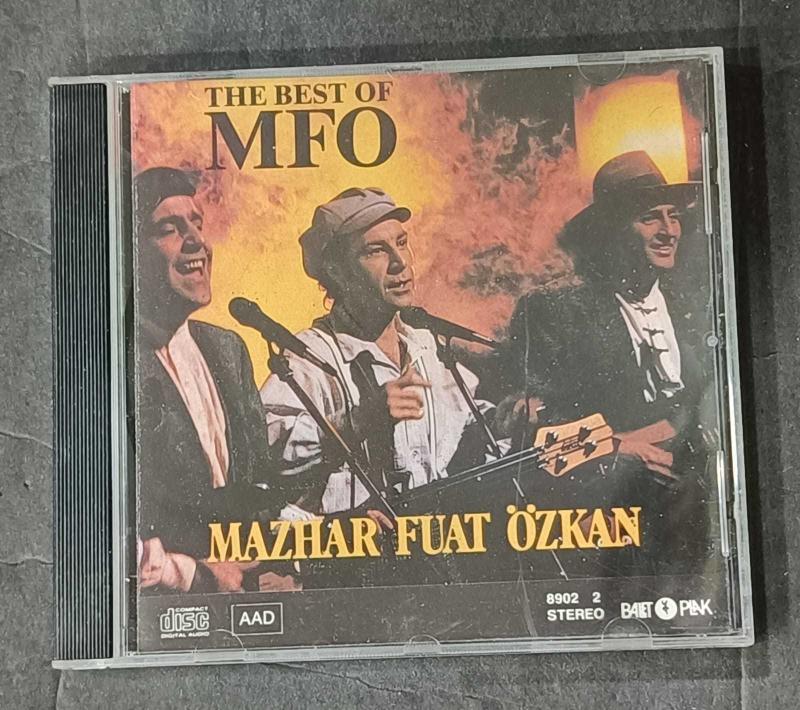 THE BEST OF
MFO
MAZHAR FUAT ÖZKAN
COMPACT
disc
DIGITAL AUDIO
AAD
8902 2
STEREO
BALET PLAK